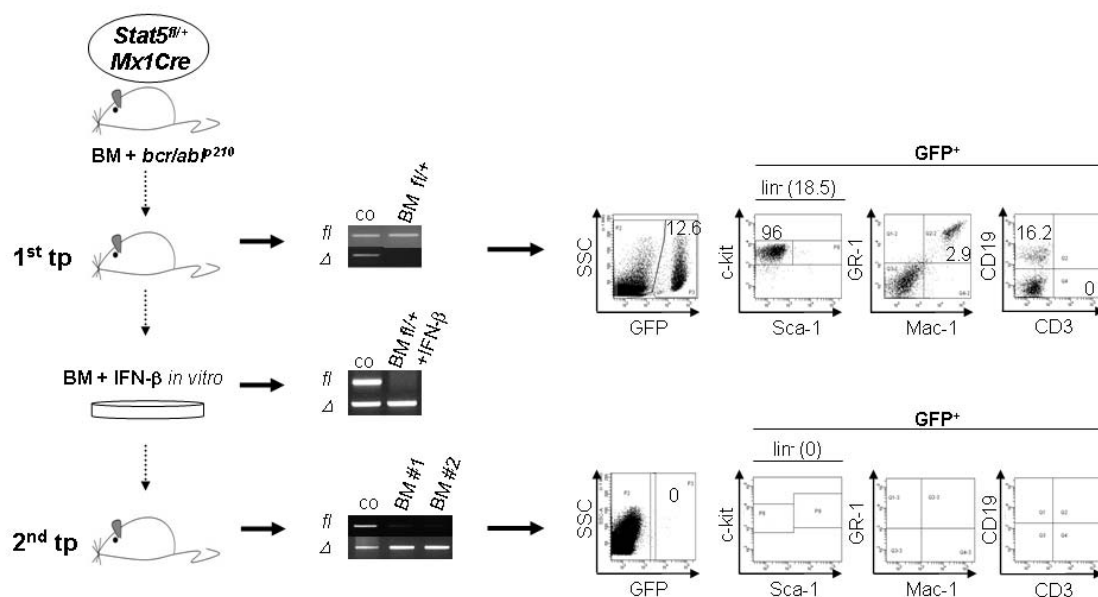 Stat5fl/+
Mx1Cre
BM + bcr/ablp210
1st tp
co
BM fl/+
fl
Δ
GFP+
lin- (18.5)
12.6
SSC
GFP
96
c-kit
Sca-1
2.9
GR-1
Mac-1
16.2
0
CD19
CD3
BM + IFN-β in vitro
co
BM fl/+
+IFN-β
fl
Δ
2nd tp
co
BM #1
BM #2
fl
Δ
GFP+
lin- (0)
0
SSC
GFP
c-kit
Sca-1
GR-1
Mac-1
CD19
CD3